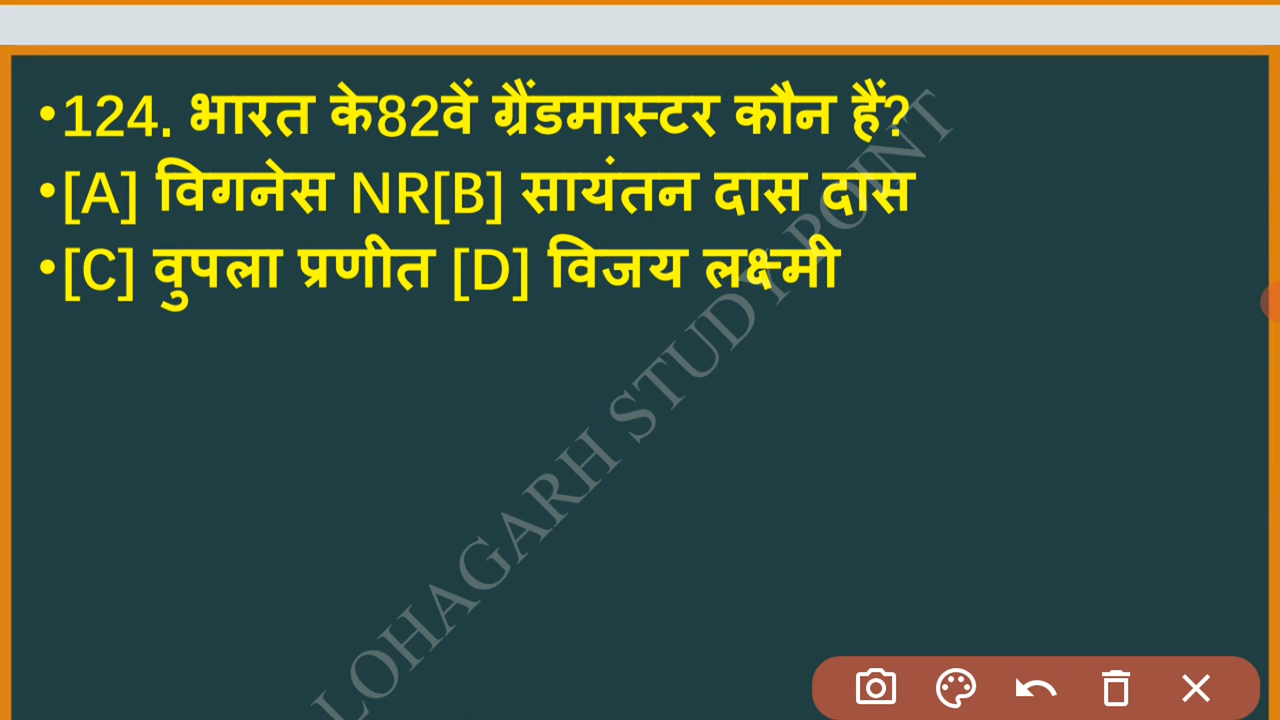 •124. भारत के82वें ग्रैंडमास्टर कौन हैं?
•[A] विगनेस NR[B] सायंतन दास दास
•[C] वुपला प्रणीत [D] विजय लक्ष्मी
LOHAGARH STUDY POINT